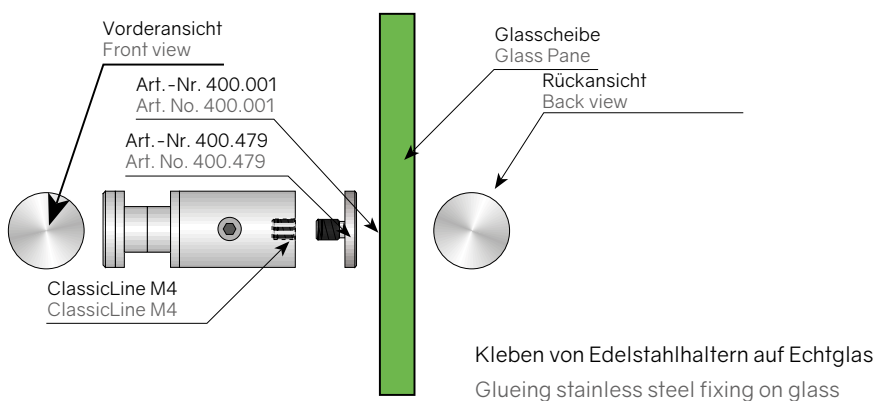 Vorderansicht
Front view
Glasscheibe
Glass Pane
Art.-Nr. 400.001
Art. No. 400.001
Rückansicht
Back view
Art.-Nr. 400.479
Art. No. 400.479
ClassicLine M4
ClassicLine M4
Kleben von Edelstahlhaltern auf Echtglas
Glueing stainless steel fixing on glass